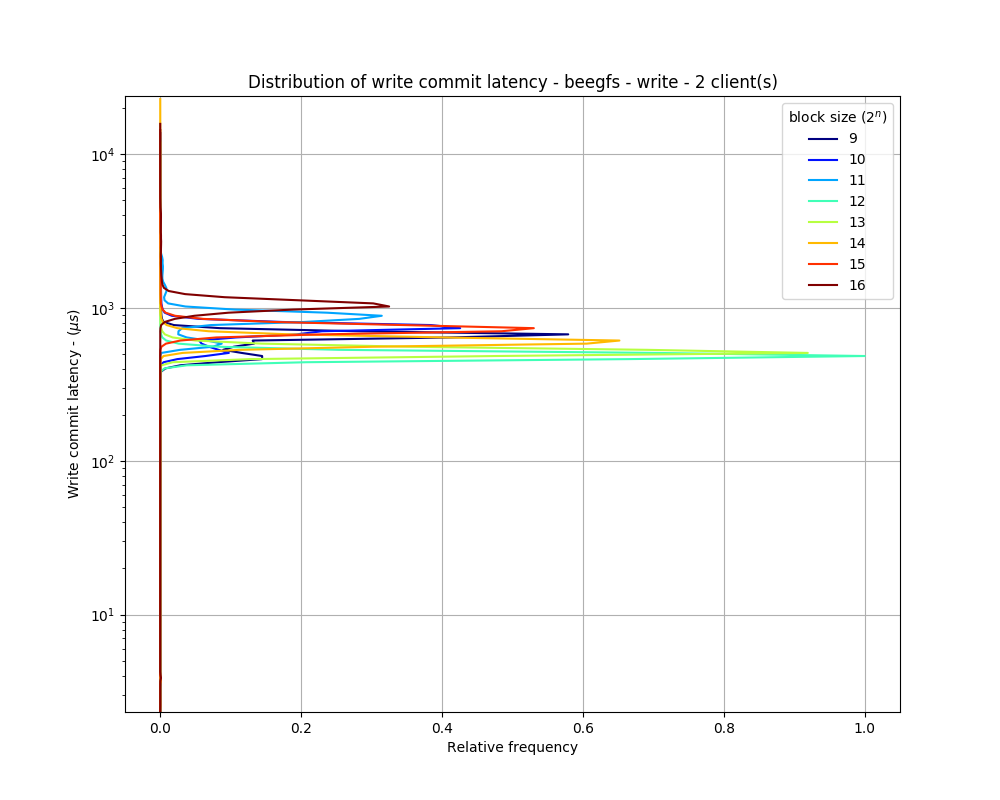 Distribution of write commit latency - beegfs - write - 2 client(s)
block size (2ⁿ)
9
10
11
12
13
14
15
16
10⁴
10³
10²
10¹
Write commit latency - (μs)
0.0 0.2 0.4 0.6 0.8 1.0
Relative frequency